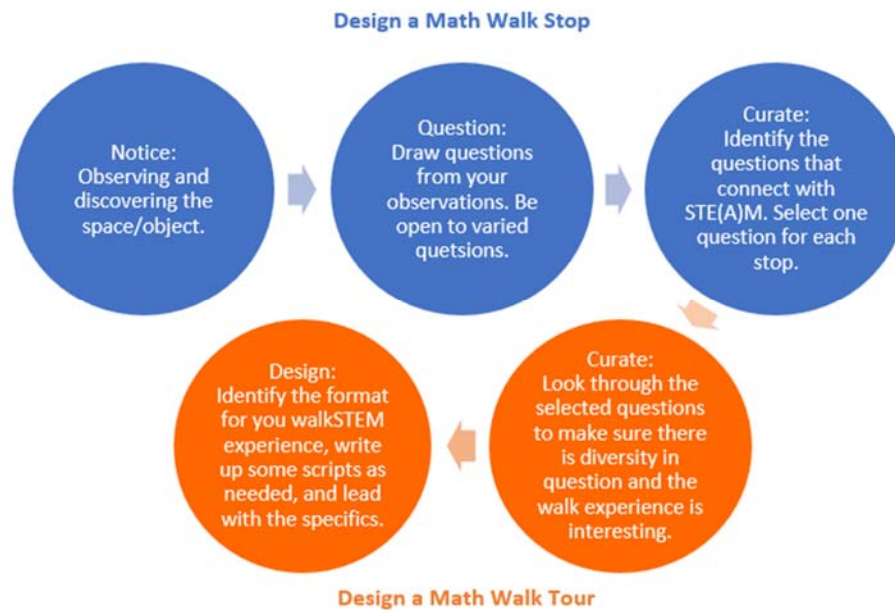 Design a Math Walk Stop
Notice:
Observing and
discovering the
space/object.
Question:
Draw questions
from your
observations. Be
open to varied
quetsions.
Curate:
Identify the
questions that
connect with
STE(A)M. Select one
question for each
stop.
Curate:
Look through the
selected questions
to make sure there
is diversity in
question and the
walk experience is
interesting.
Design:
Identify the format
for you walkSTEM
experience, write
up some scripts as
needed, and lead
with the specifics.
Design a Math Walk Tour